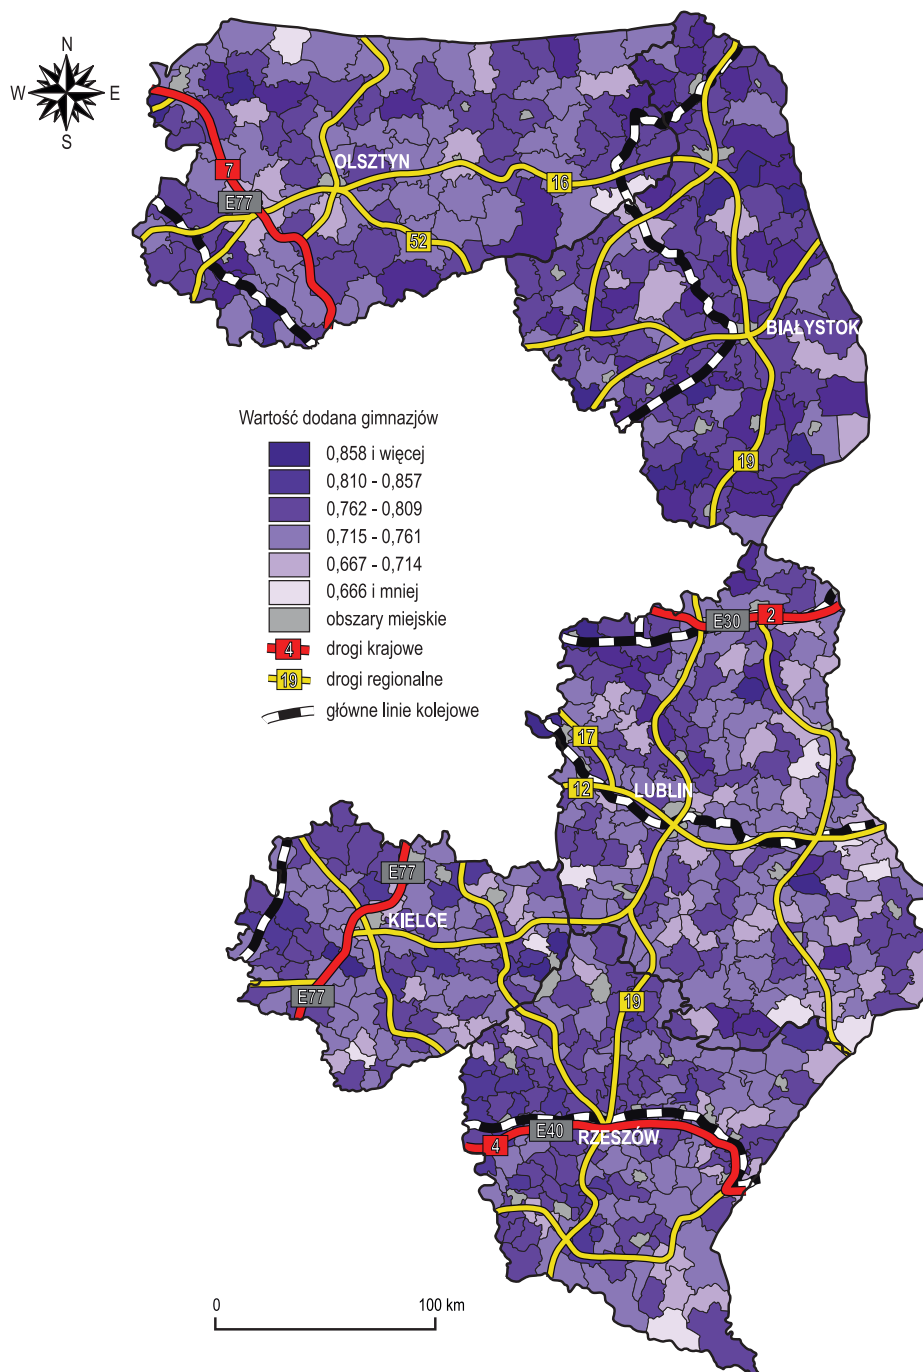 N
W E
S
OLSZTYN
7
16
E77
52
BIAŁYSTOK
Wartość dodana gimnazjów
0,858 i więcej
0,810 - 0,857
0,762 - 0,809
0,715 - 0,761
0,667 - 0,714
0,666 i mniej
obszary miejskie
4 drogi krajowe
19 drogi regionalne
główne linie kolejowe
19
E30 2
17
12 LUBLIN
E77
KIELCE
E77
19
E40
4
RZESZÓW
0 100 km